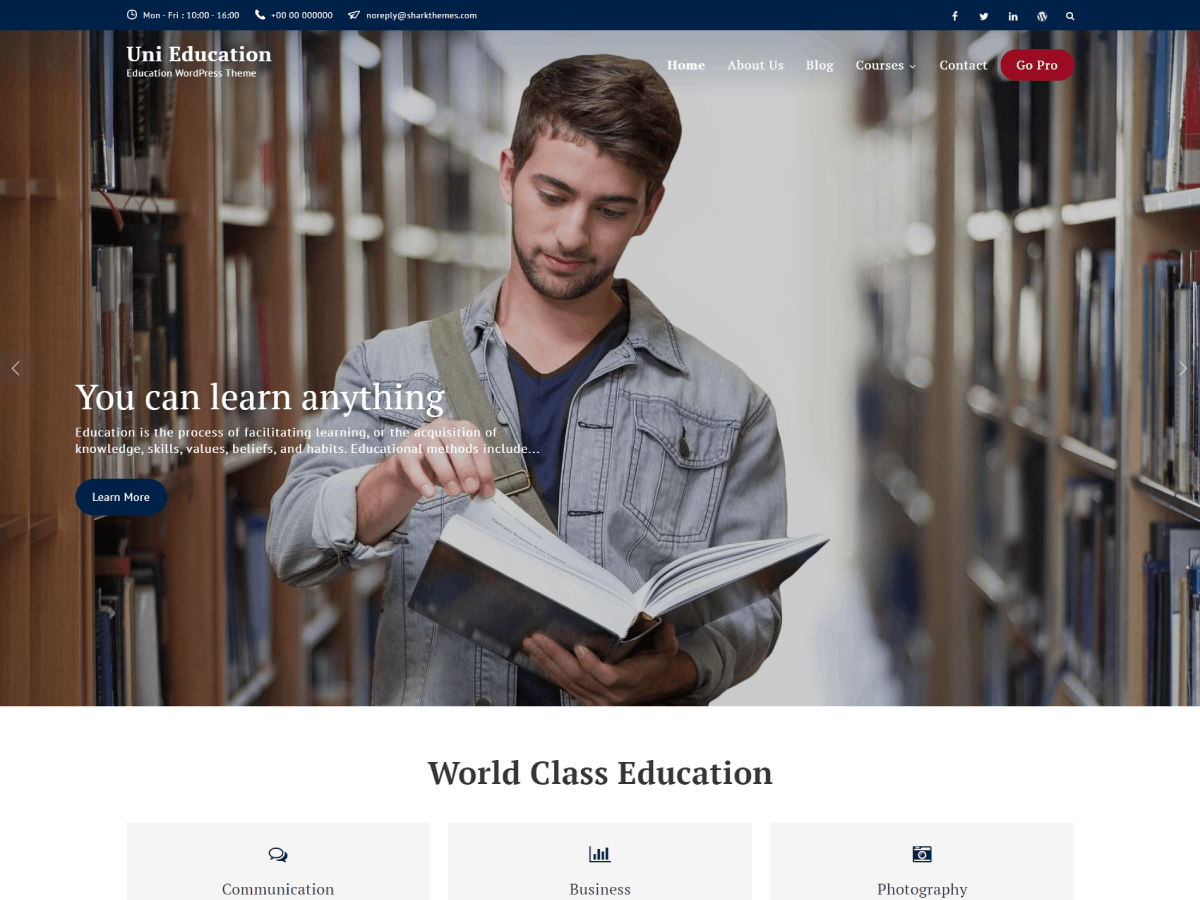 Mon - Fri : 10:00 - 16:00 +00 00 000000 noreply@sharkthemes.com
Uni Education
Education WordPress Theme
Home About Us Blog Courses Contact Go Pro
You can learn anything
Education is the process of facilitating learning, or the acquisition of
knowledge, skills, values, beliefs, and habits. Educational methods include...
Learn More
World Class Education
Communication Business Photography